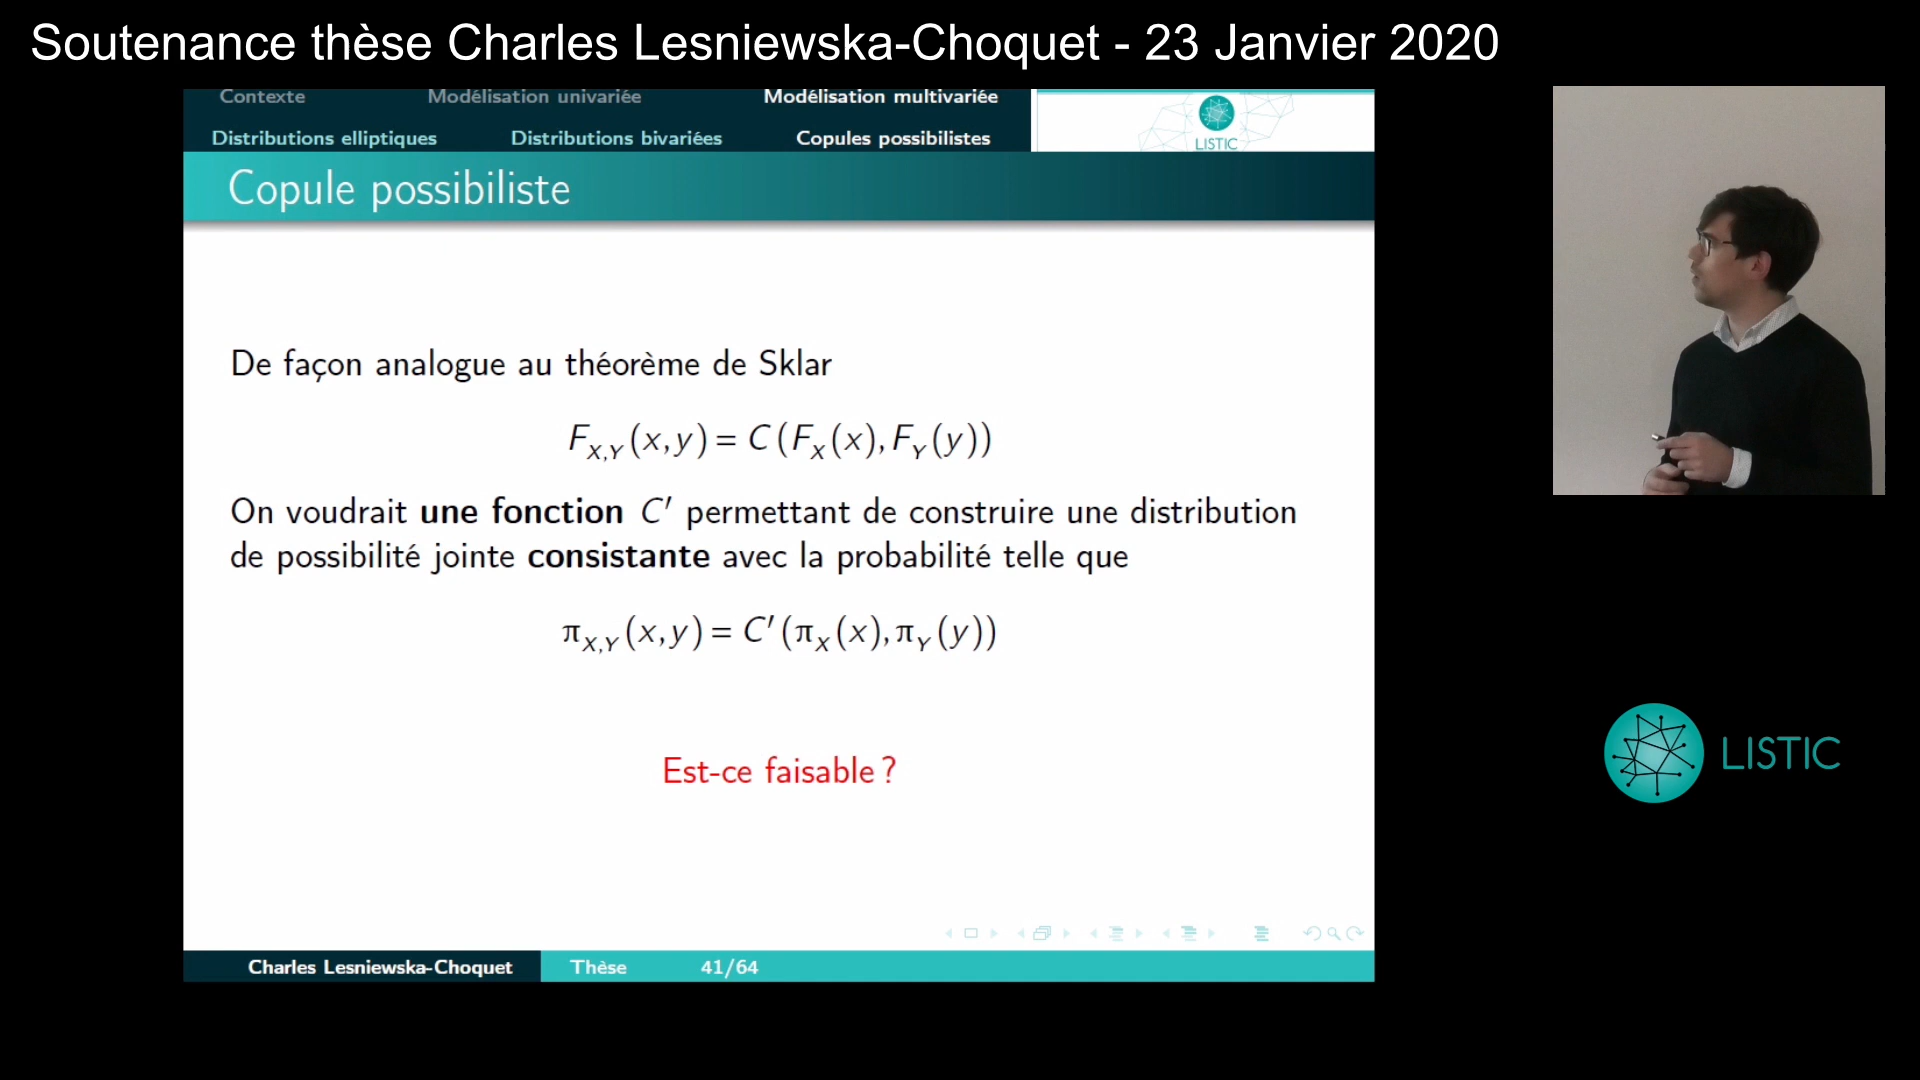 Soutenance thèse Charles Lesniewska-Choquet - 23 Janvier 2020
Contexte Modélisation univariée Modélisation multivariée
Distributions elliptiques Distributions bivariées Copules possibilistes
LISTIC
Copule possibiliste
De façon analogue au théorème de Sklar
F_{X,Y}(x,y) = C(F_X(x), F_Y(y))
On voudrait une fonction C′ permettant de construire une distribution
de possibilité jointe consistante avec la probabilité telle que
π_{X,Y}(x,y) = C′(π_X(x), π_Y(y))
Est-ce faisable ?
LISTIC
Charles Lesniewska-Choquet Thèse 41/64